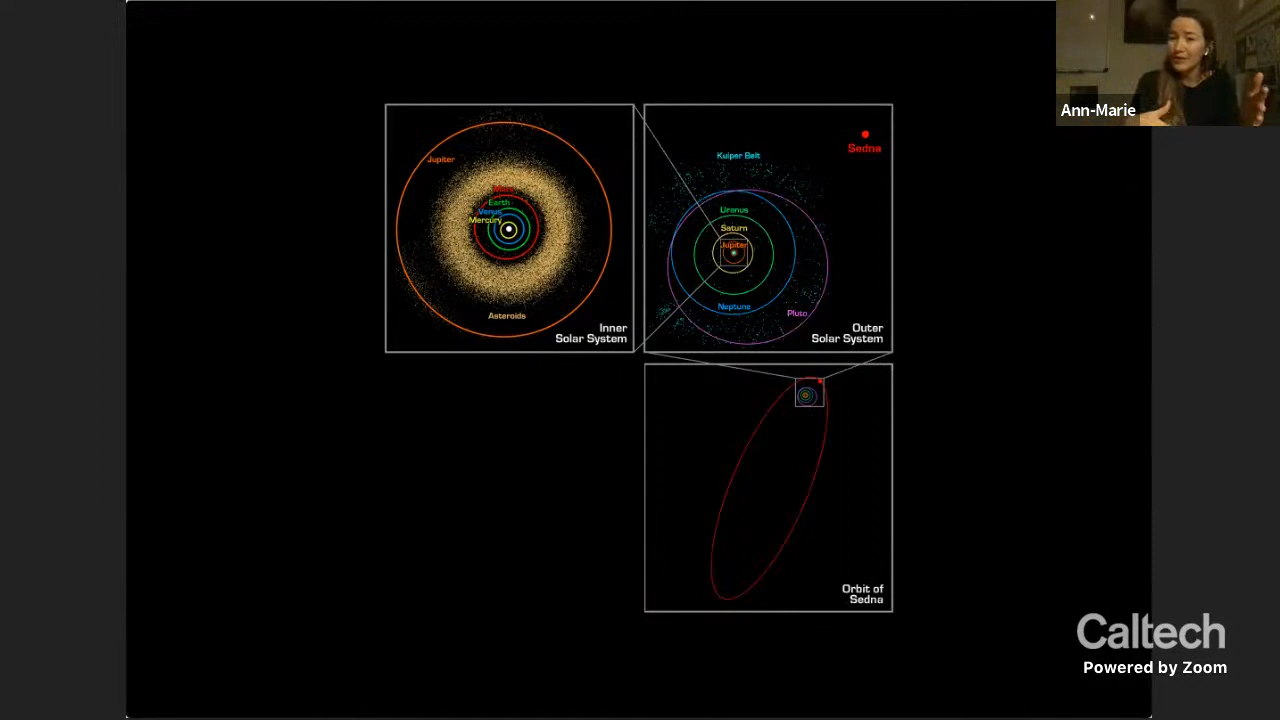 Ann-Marie
Jupiter
Mars
Earth
Venus
Mercury
Asteroids
Inner
Solar System
Sedna
Kuiper Belt
Uranus
Saturn
Jupiter
Neptune
Pluto
Outer
Solar System
Orbit of
Sedna
Caltech
Powered by Zoom